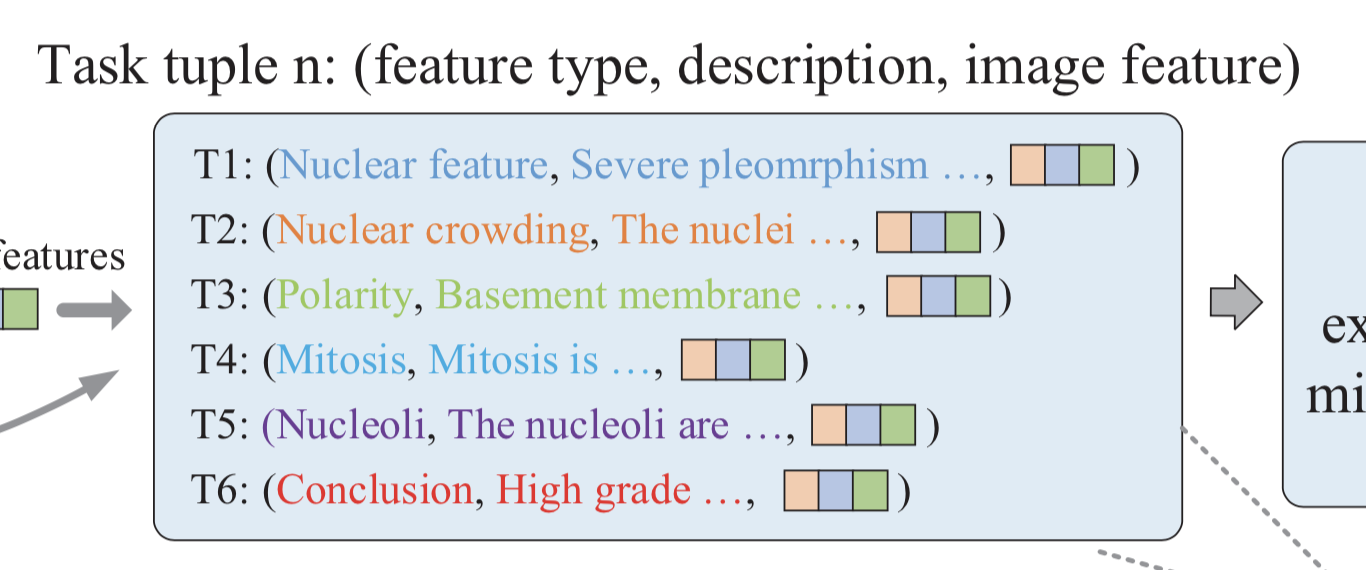 Task tuple n: (feature type, description, image feature)
T1: (Nuclear feature, Severe pleomrphism …, )
T2: (Nuclear crowding, The nuclei …, )
features
T3: (Polarity, Basement membrane …, )
ex
T4: (Mitosis, Mitosis is …, )
mi
T5: (Nucleoli, The nucleoli are …, )
T6: (Conclusion, High grade …, )